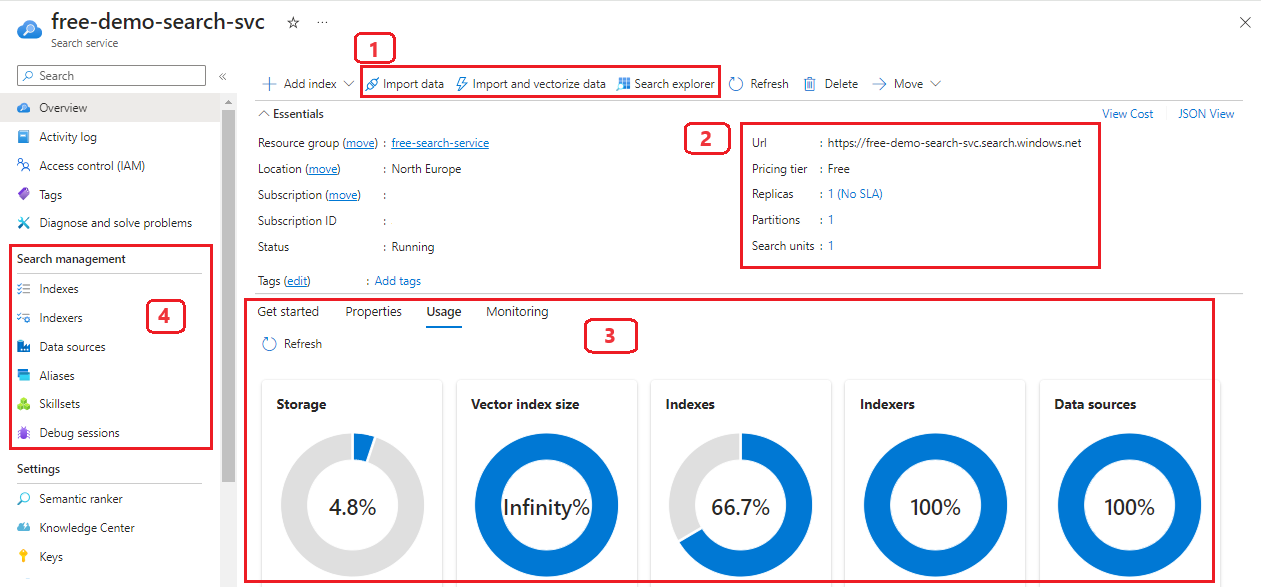 free-demo-search-svc
Search service
1
Search
Add index
Import data
Import and vectorize data
Search explorer
Refresh
Delete
Move
Overview
Activity log
Access control (IAM)
Tags
Diagnose and solve problems
Search management
Indexes
Indexers
Data sources
Aliases
Skillsets
Debug sessions
4
Settings
Semantic ranker
Knowledge Center
Keys
Essentials
View Cost
JSON View
Resource group (move) : free-search-service
Location (move) : North Europe
Subscription (move) :
Subscription ID :
Status : Running
Tags (edit) : Add tags
2
Url : https://free-demo-search-svc.search.windows.net
Pricing tier : Free
Replicas : 1 (No SLA)
Partitions : 1
Search units : 1
Get started
Properties
Usage
Monitoring
3
Refresh
Storage
4.8%
Vector index size
Infinity%
Indexes
66.7%
Indexers
100%
Data sources
100%